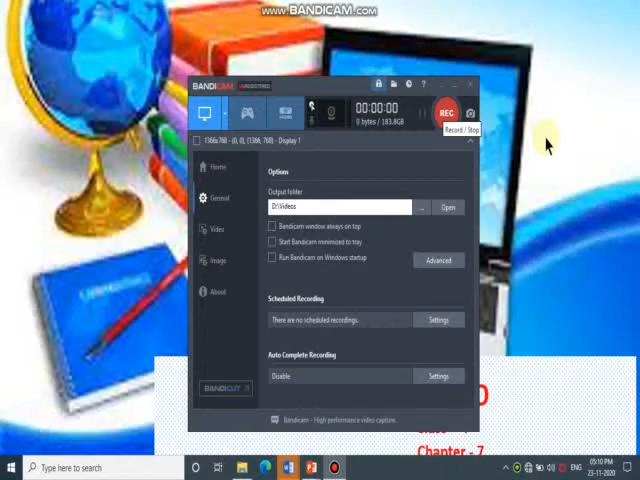 www.BANDICAM.com
BANDICAM UNREGISTERED
00:00:00
0 bytes / 183.8GB
REC
Record / Stop
1366x768 - (0, 0), (1366, 768) - Display 1
Home
General
Video
Image
About
BANDICUT
Options
Output folder
D:\Videos
... Open
Bandicam window always on top
Start Bandicam minimized to tray
Run Bandicam on Windows startup
Advanced
Scheduled Recording
There are no scheduled recordings.
Settings
Auto Complete Recording
Disable
Settings
Bandicam - High performance video capture.
Chapter - 7
Type here to search
ENG
05:10 PM
23-11-2020